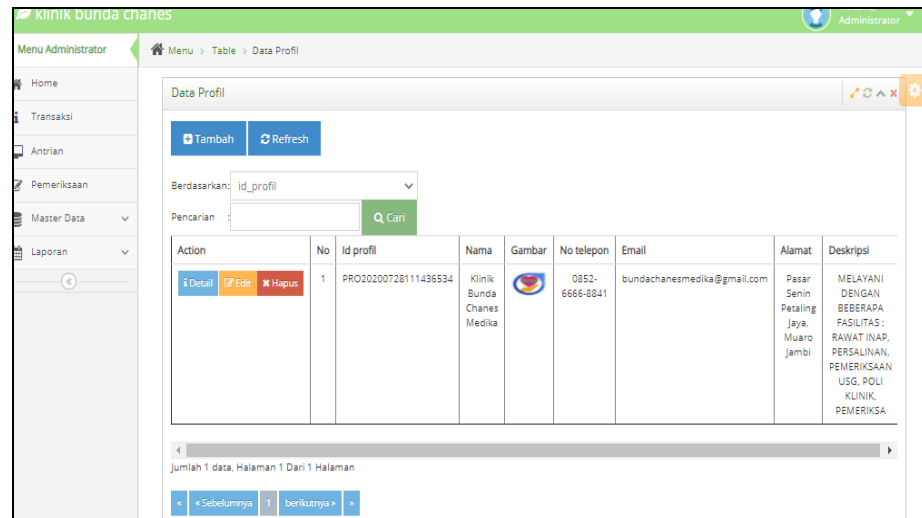 klinik bunda chanes
Administrator
Menu Administrator
Menu > Table > Data Profil
Home
Transaksi
Antrian
Pemeriksaan
Master Data
Laporan
Data Profil
Tambah Refresh
Berdasarkan: id_profil
Pencarian : Cari
Action No Id profil Nama Gambar No telepon Email Alamat Deskripsi
Detail Edit Hapus 1 PRO20200728111436534 Klinik 0852- bundachanesmedika@gmail.com Pasar MELAYANI
Bunda 6666-8841 Senin DENGAN
Chanes Petaling BEBERAPA
Medika Jaya, FASILITAS :
Muaro RAWAT INAP,
Jambi PERSALINAN,
PEMERIKSAAN
USG, POLI
KLINIK,
PEMERIKSA
Jumlah 1 data, Halaman 1 Dari 1 Halaman
« « Sebelumnya 1 berikutnya » »